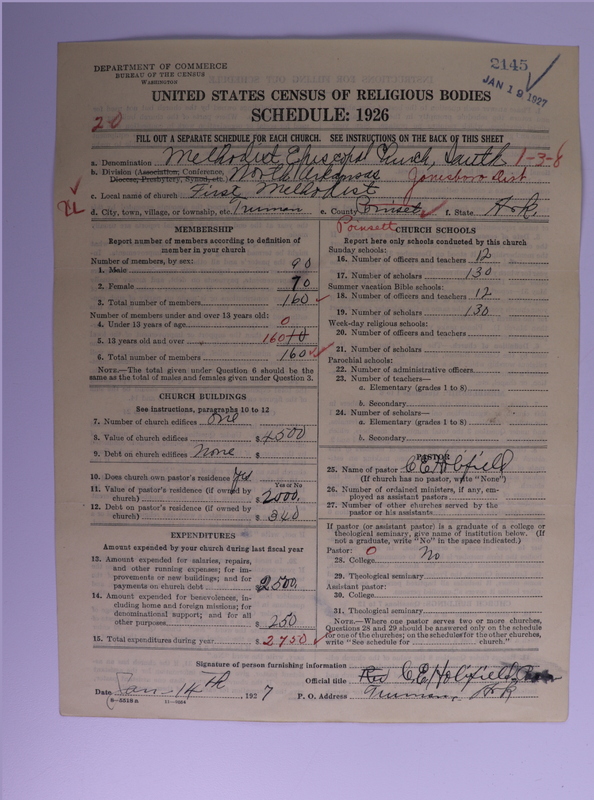 DEPARTMENT OF COMMERCE
BUREAU OF THE CENSUS
WASHINGTON
2145
JAN 19 1927
UNITED STATES CENSUS OF RELIGIOUS BODIES
SCHEDULE: 1926
20
FILL OUT A SEPARATE SCHEDULE FOR EACH CHURCH. SEE INSTRUCTIONS ON THE BACK OF THIS SHEET
a. Denomination Methodist Episcopal Church, South 1-3-8
b. Division (Association, Conference, North Arkansas Jonesboro Dist
Diocese, Presbytery, Synod, etc.)
c. Local name of church First Methodist
d. City, town, village, or township, etc. Truman e. County Poinset f. State Ark.
Poinsett
MEMBERSHIP
Report number of members according to definition of
member in your church
Number of members, by sex:
1. Male 90
2. Female 70
3. Total number of members 160
Number of members under and over 13 years old:
4. Under 13 years of age 0
5. 13 years old and over 160
6. Total number of members 160
NOTE.—The total given under Question 6 should be the
same as the total of males and females given under Question 3.
CHURCH BUILDINGS
See instructions, paragraphs 10 to 12
7. Number of church edifices one
8. Value of church edifices $ 4500
9. Debt on church edifices None $
10. Does church own pastor's residence Yes
Yes or No
11. Value of pastor's residence (if owned by
church) $ 2000.
12. Debt on pastor's residence (if owned by
church) $ 340
EXPENDITURES
Amount expended by your church during last fiscal year
13. Amount expended for salaries, repairs,
and other running expenses; for im-
provements or new buildings; and for
payments on church debt $ 2500
14. Amount expended for benevolences, in-
cluding home and foreign missions; for
denominational support; and for all
other purposes $ 250
15. Total expenditures during year $ 2750
CHURCH SCHOOLS
Report here only schools conducted by this church
Sunday schools:
16. Number of officers and teachers 12
17. Number of scholars 130
Summer vacation Bible schools:
18. Number of officers and teachers 12
19. Number of scholars 130
Week-day religious schools:
20. Number of officers and teachers
21. Number of scholars
Parochial schools:
22. Number of administrative officers
23. Number of teachers—
a. Elementary (grades 1 to 8)
b. Secondary
24. Number of scholars—
a. Elementary (grades 1 to 8)
b. Secondary
PASTOR
25. Name of pastor C E Holifield
(If church has no pastor, write "None")
26. Number of ordained ministers, if any, em-
ployed as assistant pastors
27. Number of other churches served by the
pastor or his assistants
If pastor (or assistant pastor) is a graduate of a college or
theological seminary, give name of institution below. (If
not a graduate, write "No" in the space indicated.)
Pastor: 0
28. College No
29. Theological seminary
Assistant pastor:
30. College
31. Theological seminary
NOTE.—Where one pastor serves two or more churches,
Questions 28 and 29 should be answered only on the schedule
for one of the churches; on the schedules for the other churches,
write "See schedule for church."
Signature of person furnishing information
Official title Rev C E Holifield
Date Jan 14th, 1927 P. O. Address Truman, Ark
8-5518a 11-9084